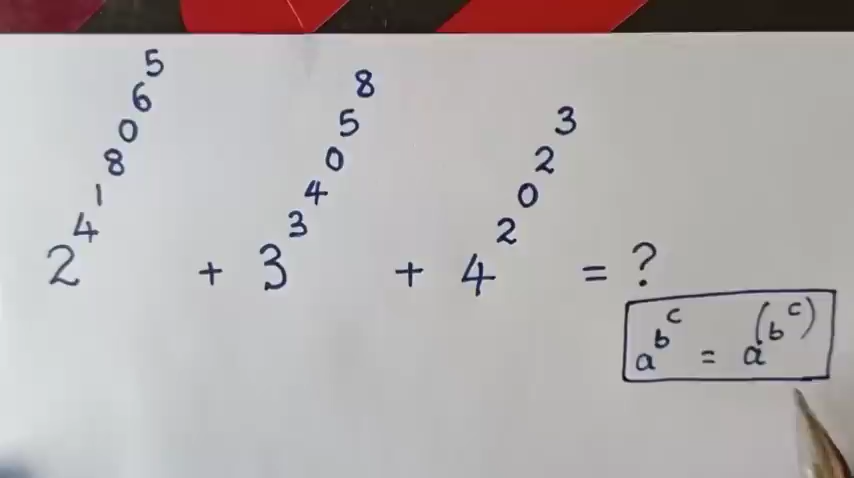 2^4^1^8^0^6^5 + 3^3^4^0^5^8 + 4^2^0^2^3 = ?
a^b^c = a^(b^c)